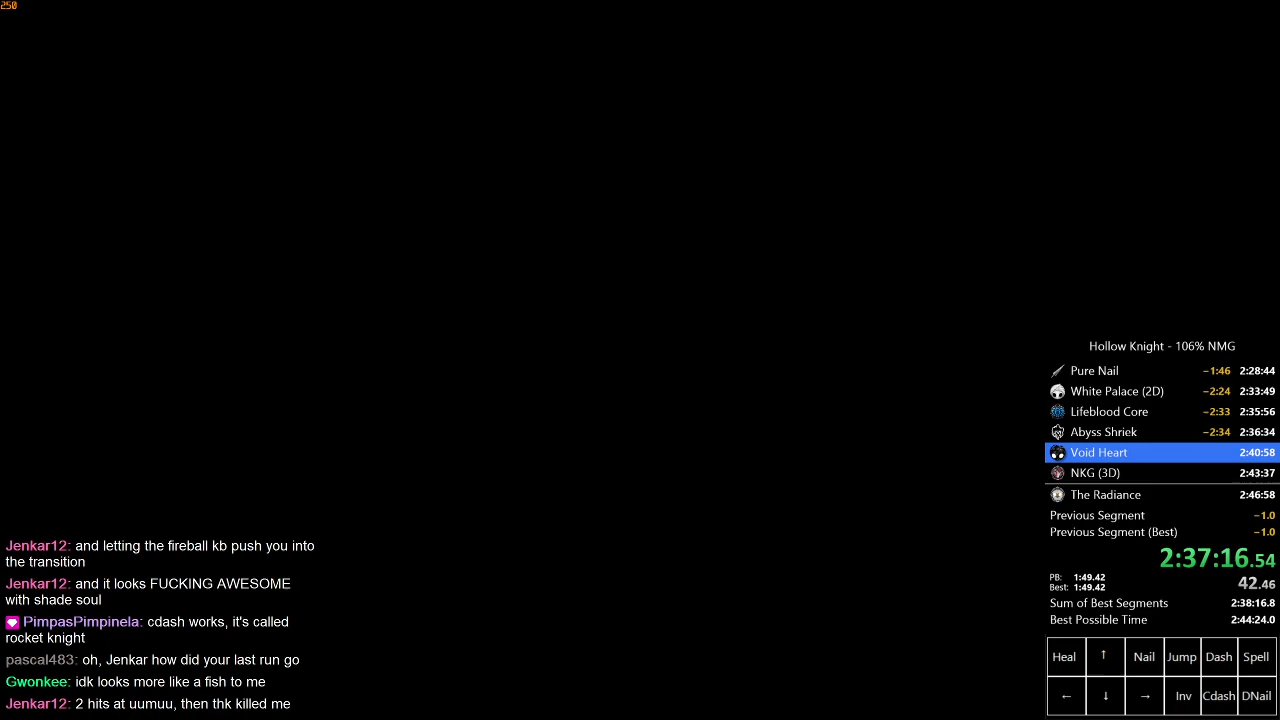 250
Hollow Knight - 106% NMG
Pure Nail −1:46 2:28:44
White Palace (2D) −2:24 2:33:49
Lifeblood Core −2:33 2:35:56
Abyss Shriek −2:34 2:36:34
Void Heart 2:40:58
NKG (3D) 2:43:37
The Radiance 2:46:58
Previous Segment −1.0
Previous Segment (Best) −1.0
2:37:16.54
PB: 1:49.42
Best: 1:49.42
42.46
Sum of Best Segments 2:38:16.8
Best Possible Time 2:44:24.0
Heal ↑ Nail Jump Dash Spell
← ↓ → Inv Cdash DNail
Jenkar12: and letting the fireball kb push you into
the transition
Jenkar12: and it looks FUCKING AWESOME
with shade soul
PimpasPimpinela: cdash works, it's called
rocket knight
pascal483: oh, Jenkar how did your last run go
Gwonkee: idk looks more like a fish to me
Jenkar12: 2 hits at uumuu, then thk killed me